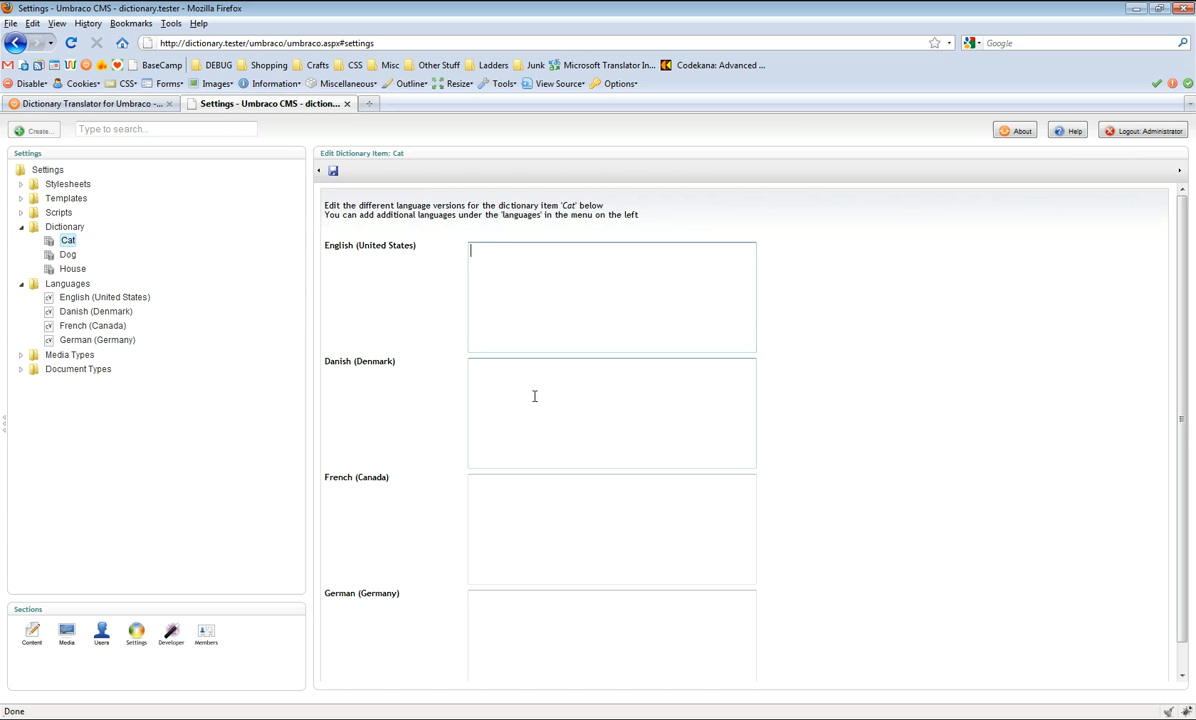 Settings - Umbraco CMS - dictionary.tester - Mozilla Firefox
File Edit View History Bookmarks Tools Help
http://dictionary.tester/umbraco/umbraco.aspx#settings
Google
BaseCamp DEBUG Shopping Crafts CSS Misc Other Stuff Ladders Junk Microsoft Translator In... Codekana: Advanced ...
Disable Cookies CSS Forms Images Information Miscellaneous Outline Resize Tools View Source Options
Dictionary Translator for Umbraco -... Settings - Umbraco CMS - diction...
Create... Type to search... About Help Logout: Administrator
Settings
Settings
Stylesheets
Templates
Scripts
Dictionary
Cat
Dog
House
Languages
English (United States)
Danish (Denmark)
French (Canada)
German (Germany)
Media Types
Document Types
Sections
Content Media Users Settings Developer Members
Edit Dictionary Item: Cat
Edit the different language versions for the dictionary item 'Cat' below
You can add additional languages under the 'languages' in the menu on the left
English (United States)
Danish (Denmark)
French (Canada)
German (Germany)
Done